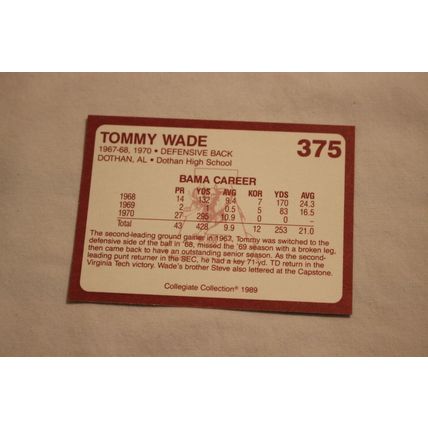 TOMMY WADE 375
1967-68, 1970 • DEFENSIVE BACK
DOTHAN, AL • Dothan High School
BAMA CAREER
PR YDS AVG KOR YDS AVG
1968 14 132 9.4 7 170 24.3
1969 2 1 0.5 5 83 16.5
1970 27 295 10.9 0 0 –
Total 43 428 9.9 12 253 21.0
The second-leading ground gainer in 1967, Tommy was switched to the
defensive side of the ball in '68, missed the '69 season with a broken leg,
then came back to have an outstanding senior season. As the second-
leading punt returner in the SEC, he had a key 71-yd. TD return in the
Virginia Tech victory. Wade's brother Steve also lettered at the Capstone.
Collegiate Collection® 1989